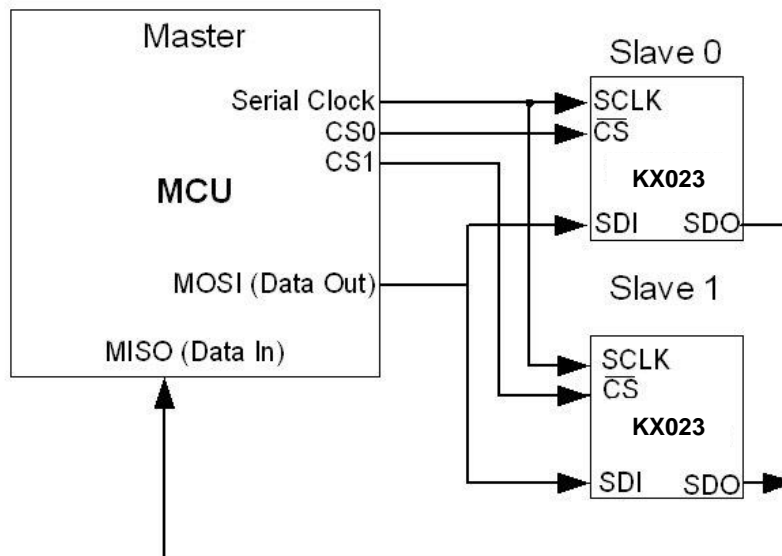 Master
Serial Clock
CS0
CS1
MCU
MOSI (Data Out)
MISO (Data In)
Slave 0
SCLK
CS
KX023
SDI SDO
Slave 1
SCLK
CS
KX023
SDI SDO